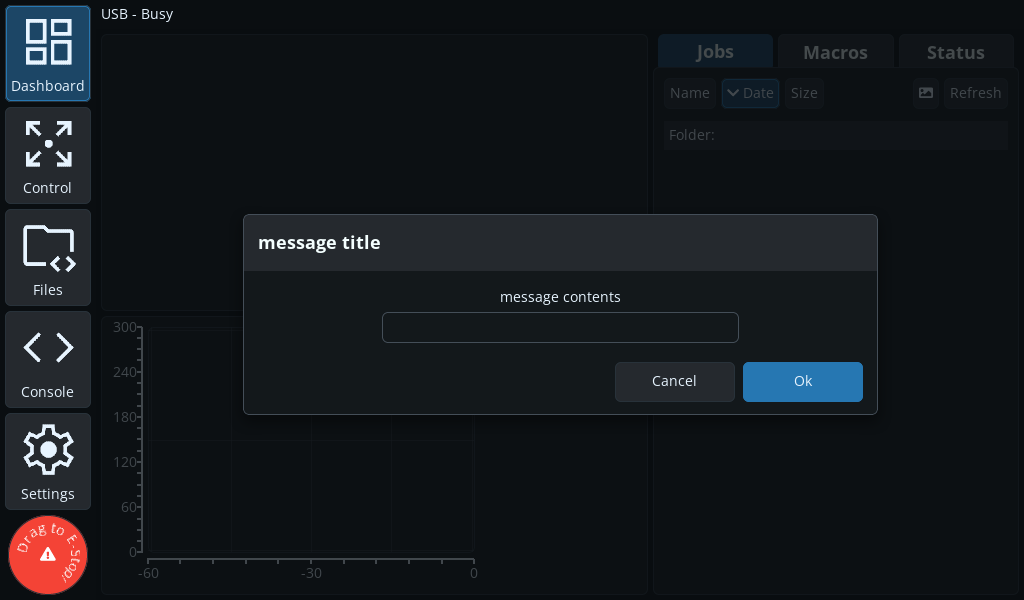 USB - Busy
Dashboard
Control
Files
Console
Settings
Drag to E-Stop!
Jobs
Macros
Status
Name
Date
Size
Refresh
Folder:
message title
message contents
Cancel
Ok
300
240
180
120
60
0
-60
-30
0